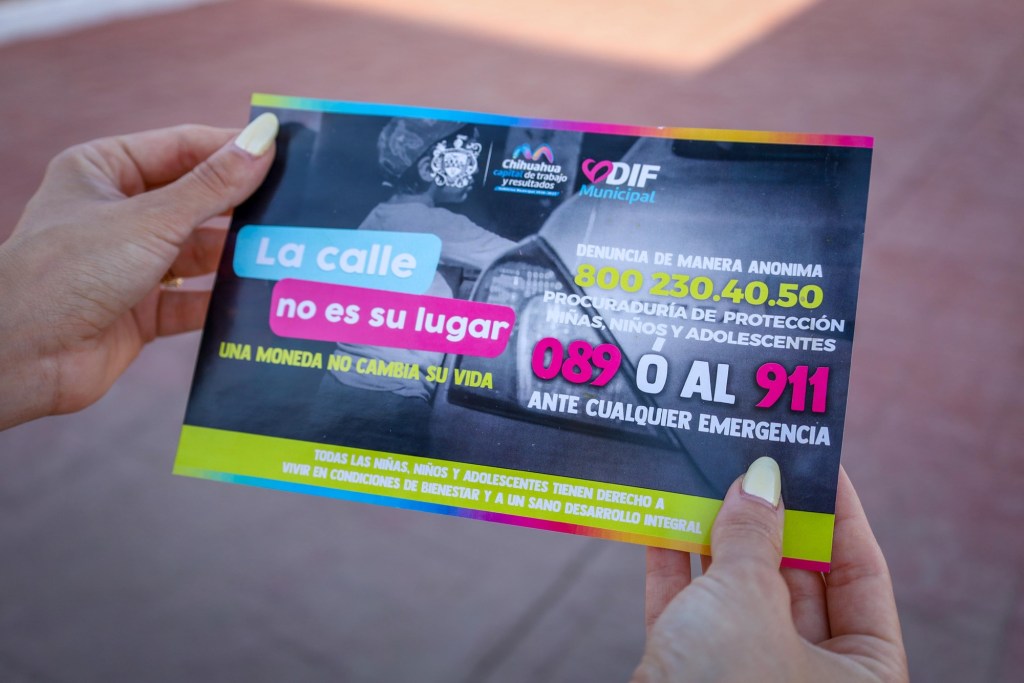 Chihuahua
capital de trabajo
y resultados
DIF
Municipal
La calle
no es su lugar
UNA MONEDA NO CAMBIA SU VIDA
DENUNCIA DE MANERA ANONIMA
800 230.40.50
PROCURADURÍA DE PROTECCIÓN
NIÑAS, NIÑOS Y ADOLESCENTES
089 Ó AL 911
ANTE CUALQUIER EMERGENCIA
TODAS LAS NIÑAS, NIÑOS Y ADOLESCENTES TIENEN DERECHO A
VIVIR EN CONDICIONES DE BIENESTAR Y A UN SANO DESARROLLO INTEGRAL